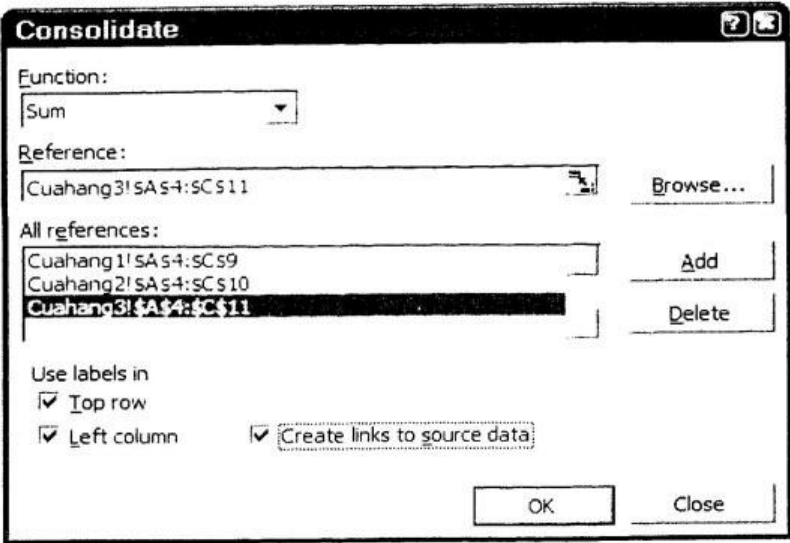 Consolidate
Function:
Sum
Reference:
Cuahang3!$A$4:$C$11
Browse...
All references:
Cuahang1!$A$4:$C$9
Cuahang2!$A$4:$C$10
Cuahang3!$A$4:$C$11
Add
Delete
Use labels in
Top row
Left column
Create links to source data
OK
Close